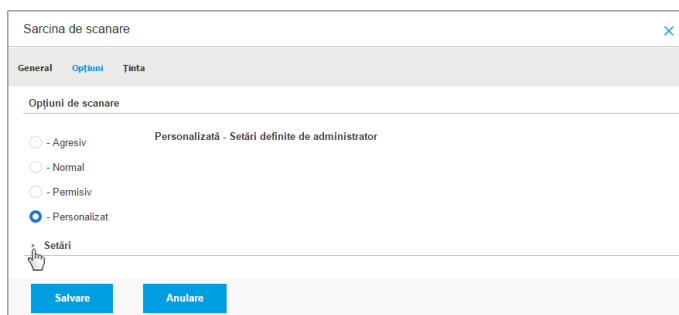 Sarcina de scanare
General Opțiuni Ținta
Opțiuni de scanare
- Agresiv
Personalizată - Setări definite de administrator
- Normal
- Permisiv
- Personalizat
Setări
Salvare Anulare